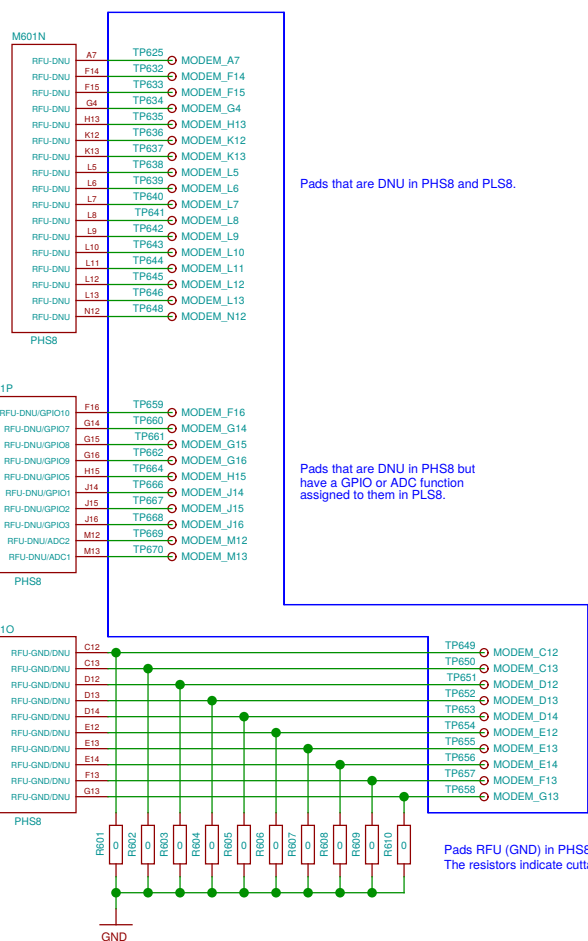 M601N
RFU-DNU A7 TP625 MODEM_A7
RFU-DNU F14 TP632 MODEM_F14
RFU-DNU F15 TP633 MODEM_F15
RFU-DNU G4 TP634 MODEM_G4
RFU-DNU H13 TP635 MODEM_H13
RFU-DNU K12 TP636 MODEM_K12
RFU-DNU K13 TP637 MODEM_K13
RFU-DNU L5 TP638 MODEM_L5
RFU-DNU L6 TP639 MODEM_L6
RFU-DNU L7 TP640 MODEM_L7
RFU-DNU L8 TP641 MODEM_L8
RFU-DNU L9 TP642 MODEM_L9
RFU-DNU L10 TP643 MODEM_L10
RFU-DNU L11 TP644 MODEM_L11
RFU-DNU L12 TP645 MODEM_L12
RFU-DNU L13 TP646 MODEM_L13
RFU-DNU N12 TP648 MODEM_N12
PHS8
Pads that are DNU in PHS8 and PLS8.
1P
RFU-DNU/GPIO10 F16 TP659 MODEM_F16
RFU-DNU/GPIO7 G14 TP660 MODEM_G14
RFU-DNU/GPIO8 G15 TP661 MODEM_G15
RFU-DNU/GPIO9 G16 TP662 MODEM_G16
RFU-DNU/GPIO5 H15 TP664 MODEM_H15
RFU-DNU/GPIO1 J14 TP666 MODEM_J14
RFU-DNU/GPIO2 J15 TP667 MODEM_J15
RFU-DNU/GPIO3 J16 TP668 MODEM_J16
RFU-DNU/ADC2 M12 TP669 MODEM_M12
RFU-DNU/ADC1 M13 TP670 MODEM_M13
PHS8
Pads that are DNU in PHS8 but
have a GPIO or ADC function
assigned to them in PLS8.
1O
RFU-GND/DNU C12 TP649 MODEM_C12
RFU-GND/DNU C13 TP650 MODEM_C13
RFU-GND/DNU D12 TP651 MODEM_D12
RFU-GND/DNU D13 TP652 MODEM_D13
RFU-GND/DNU D14 TP653 MODEM_D14
RFU-GND/DNU E12 TP654 MODEM_E12
RFU-GND/DNU E13 TP655 MODEM_E13
RFU-GND/DNU E14 TP656 MODEM_E14
RFU-GND/DNU F13 TP657 MODEM_F13
RFU-GND/DNU G13 TP658 MODEM_G13
PHS8
R601 0 R602 0 R603 0 R604 0 R605 0 R606 0 R607 0 R608 0 R609 0 R610 0
Pads RFU (GND) in PHS8
The resistors indicate cutta
GND